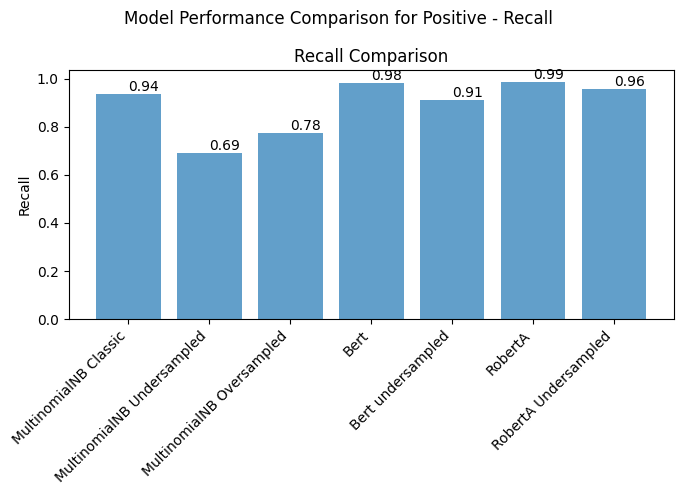 Model Performance Comparison for Positive - Recall
Recall Comparison
1.0
0.8
0.6
0.4
0.2
0.0
Recall
0.94
0.69
0.78
0.98
0.91
0.99
0.96
MultinomialNB Classic
MultinomialNB Undersampled
MultinomialNB Oversampled
Bert
Bert undersampled
RobertA
RobertA Undersampled